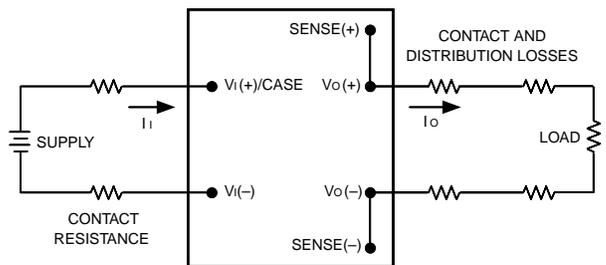 SENSE(+)
CONTACT AND
DISTRIBUTION LOSSES
VI(+)/CASE
VO(+)
II
IO
SUPPLY
LOAD
VI(–)
VO(–)
CONTACT
RESISTANCE
SENSE(–)